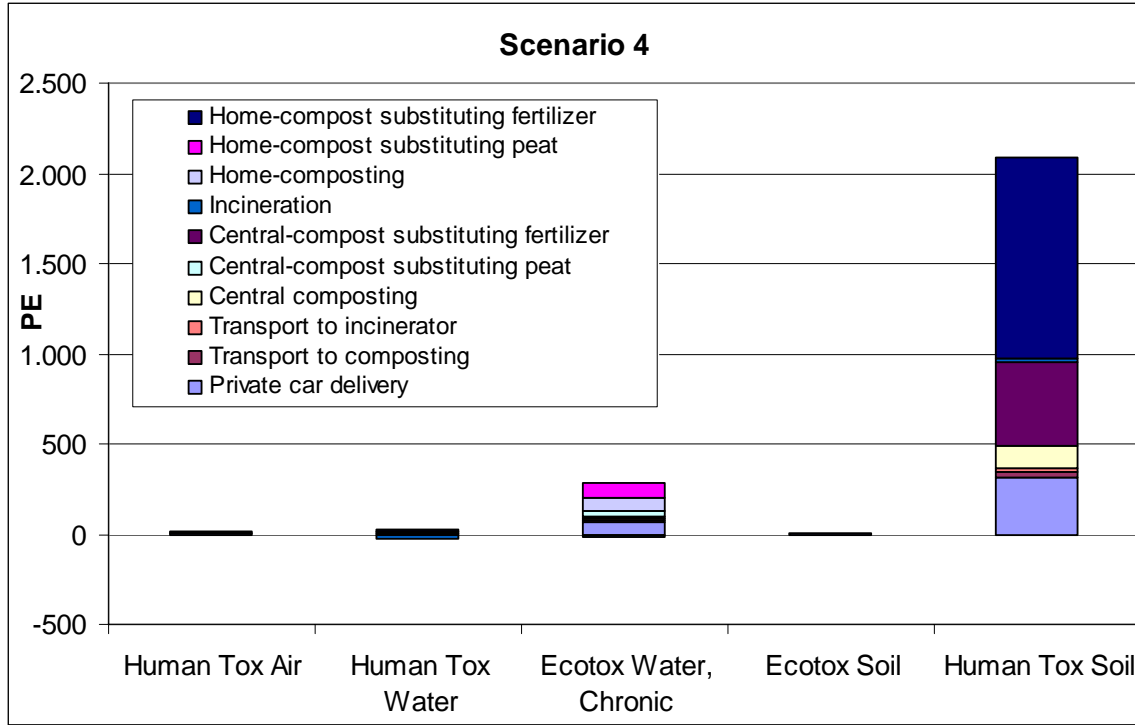 Scenario 4
2.500
2.000
1.500
1.000
500
0
-500
PE
Home-compost substituting fertilizer
Home-compost substituting peat
Home-composting
Incineration
Central-compost substituting fertilizer
Central-compost substituting peat
Central composting
Transport to incinerator
Transport to composting
Private car delivery
Human Tox Air
Human Tox
Water
Ecotox Water,
Chronic
Ecotox Soil
Human Tox Soil